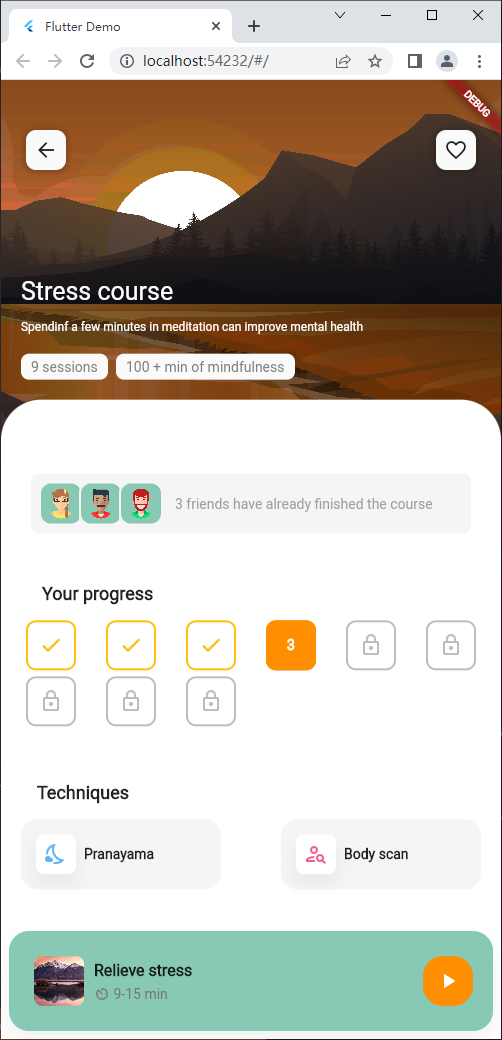 Flutter Demo
localhost:54232/#/
DEBUG
Stress course
Spendinf a few minutes in meditation can improve mental health
9 sessions
100 + min of mindfulness
3 friends have already finished the course
Your progress
3
Techniques
Pranayama
Body scan
Relieve stress
9-15 min